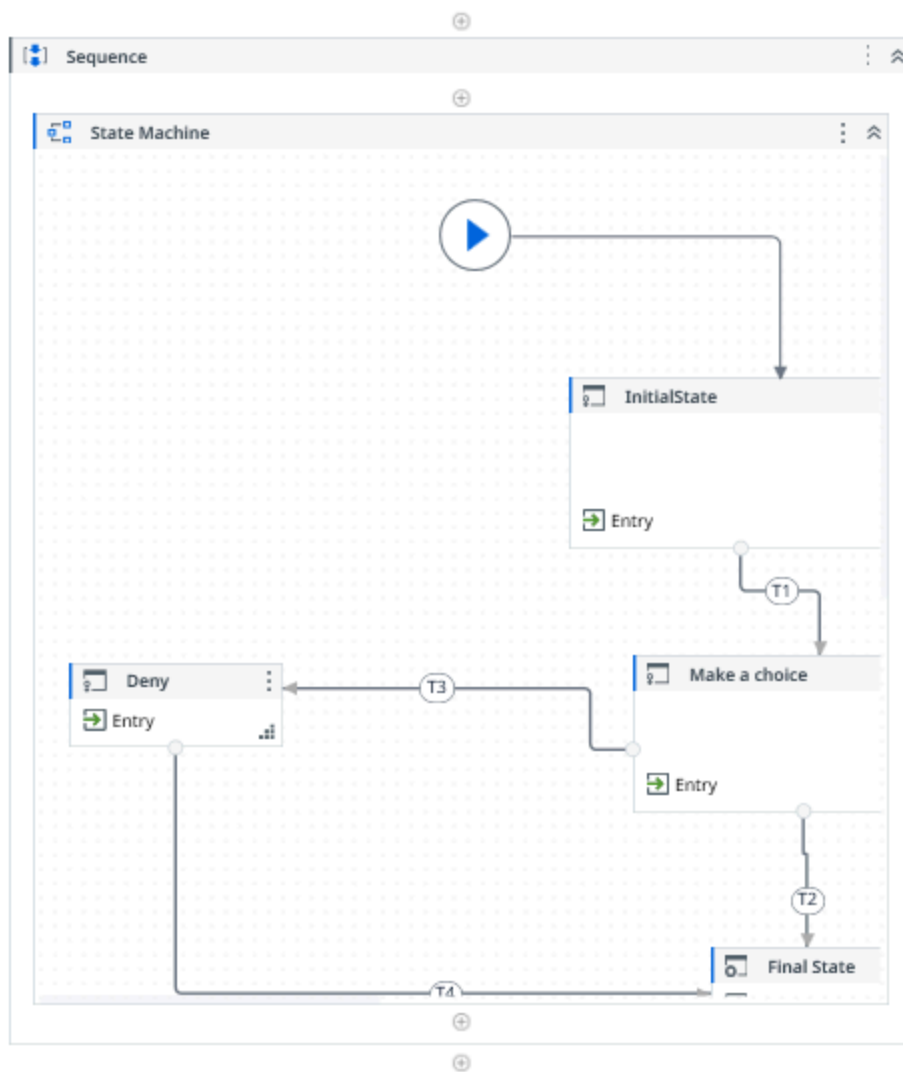 Sequence
State Machine
InitialState
Entry
T1
Make a choice
Deny
T3
Entry
Entry
T2
Final State
T4